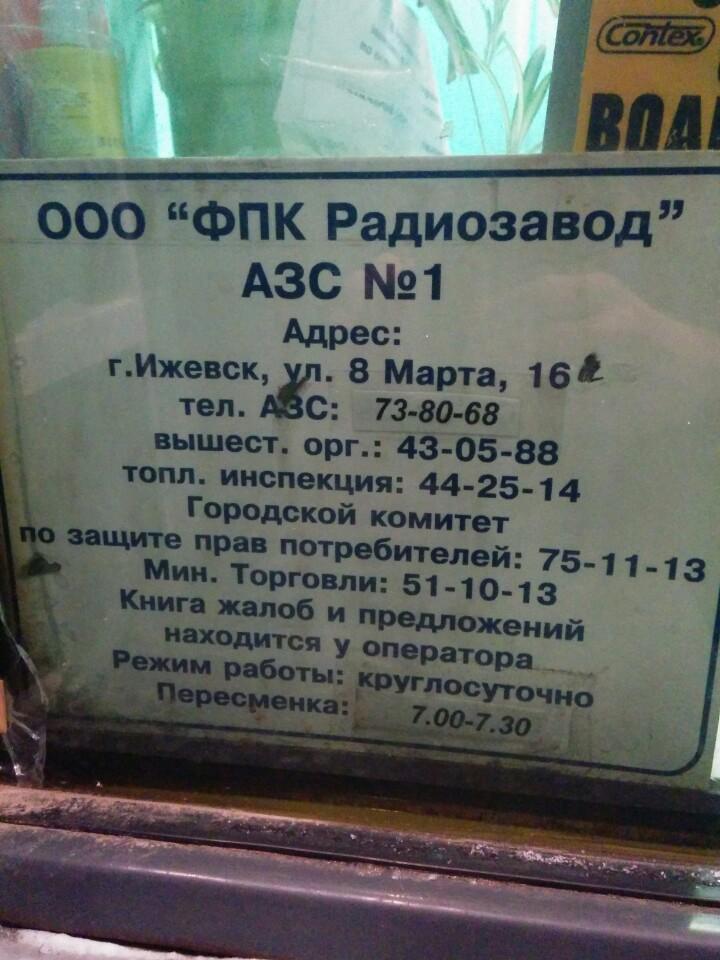 Contex
ООО “ФПК Радиозавод”
АЗС №1
Адрес:
г.Ижевск, ул. 8 Марта, 16
тел. АЗС: 73-80-68
вышест. орг.: 43-05-88
топл. инспекция: 44-25-14
Городской комитет
по защите прав потребителей: 75-11-13
Мин. Торговли: 51-10-13
Книга жалоб и предложений
находится у оператора
Режим работы: круглосуточно
Пересменка: 7.00-7.30